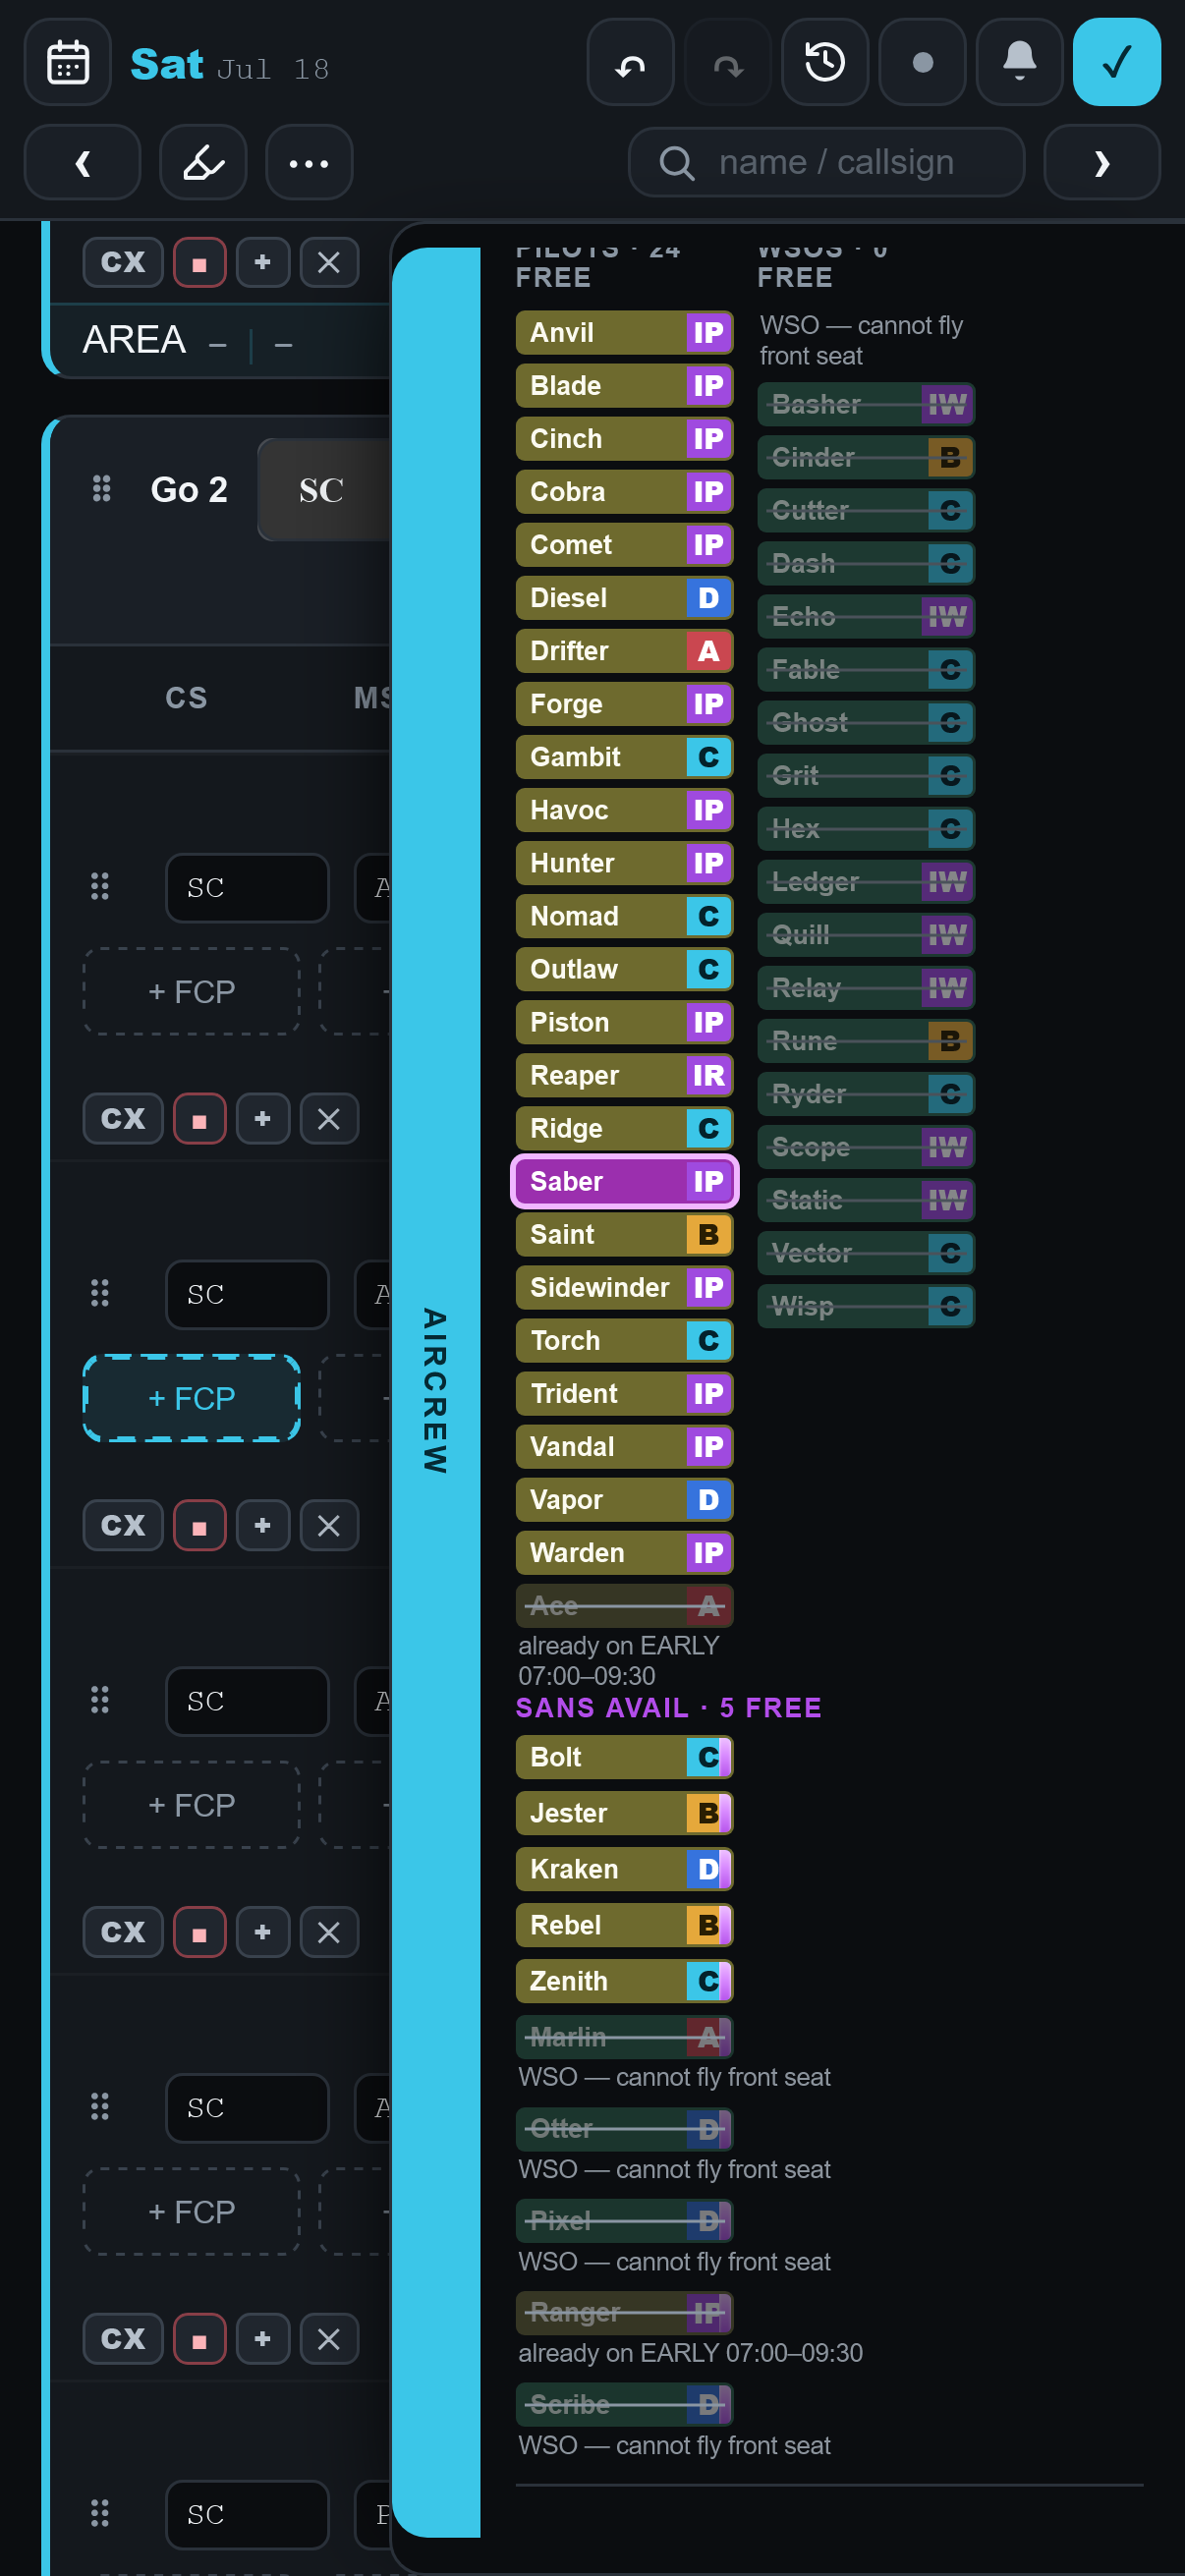 Sat Jul 18
name / callsign
CX
AREA – –
Go 2 SC
CS
SC
+ FCP
CX
SC
+ FCP
CX
SC
+ FCP
CX
SC
+ FCP
CX
SC
AIRCREW
PILOTS · 24
FREE
Anvil IP
Blade IP
Cinch IP
Cobra IP
Comet IP
Diesel D
Drifter A
Forge IP
Gambit C
Havoc IP
Hunter IP
Nomad C
Outlaw C
Piston IP
Reaper IR
Ridge C
Saber IP
Saint B
Sidewinder IP
Torch C
Trident IP
Vandal IP
Vapor D
Warden IP
Ace A
already on EARLY
07:00–09:30
WSOS · 0
FREE
WSO — cannot fly
front seat
Basher IW
Cinder B
Cutter C
Dash C
Echo IW
Fable C
Ghost C
Grit C
Hex C
Ledger IW
Quill IW
Relay IW
Rune B
Ryder C
Scope IW
Static IW
Vector C
Wisp C
SANS AVAIL · 5 FREE
Bolt C
Jester B
Kraken D
Rebel B
Zenith C
Marlin A
WSO — cannot fly front seat
Otter D
WSO — cannot fly front seat
Pixel D
WSO — cannot fly front seat
Ranger IP
already on EARLY 07:00–09:30
Scribe D
WSO — cannot fly front seat